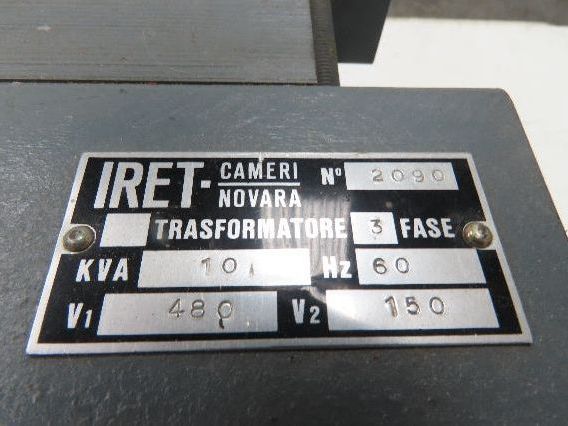 IRET- CAMERI N° 2090
NOVARA
TRASFORMATORE 3 FASE
KVA 10 Hz 60
V1 480 V2 150